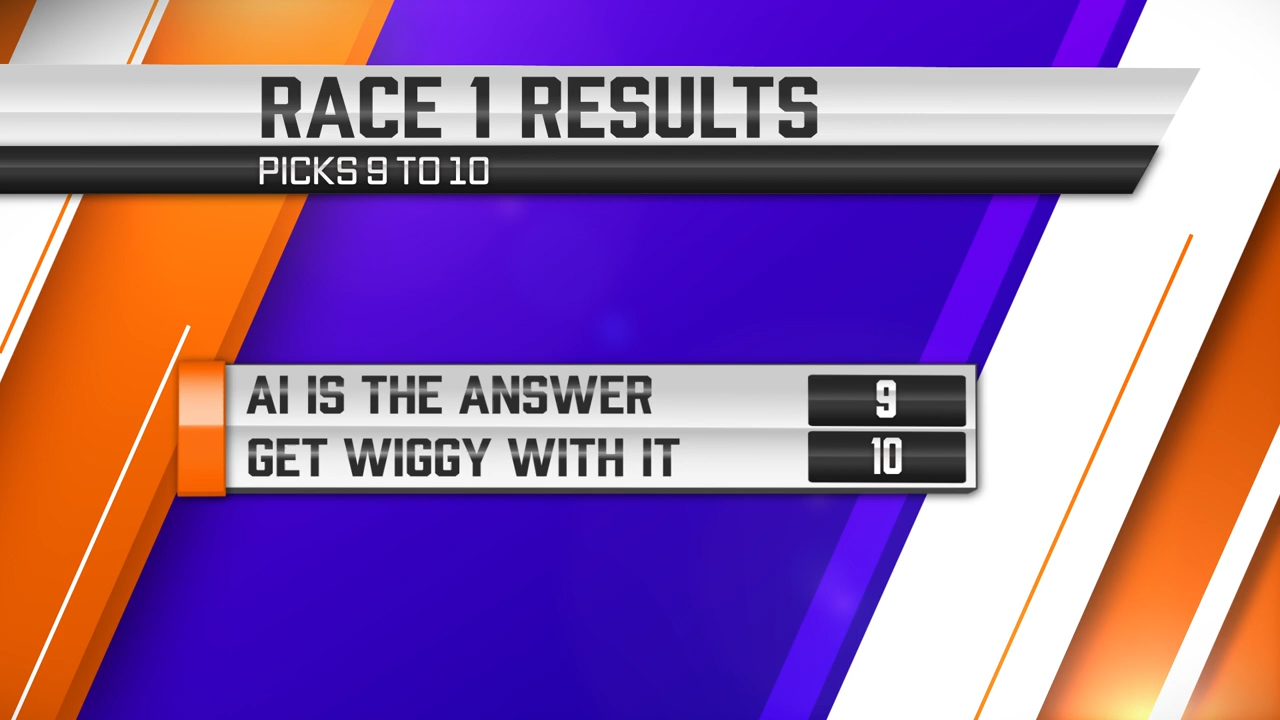 RACE 1 RESULTS
PICKS 9 TO 10
AI IS THE ANSWER 9
GET WIGGY WITH IT 10